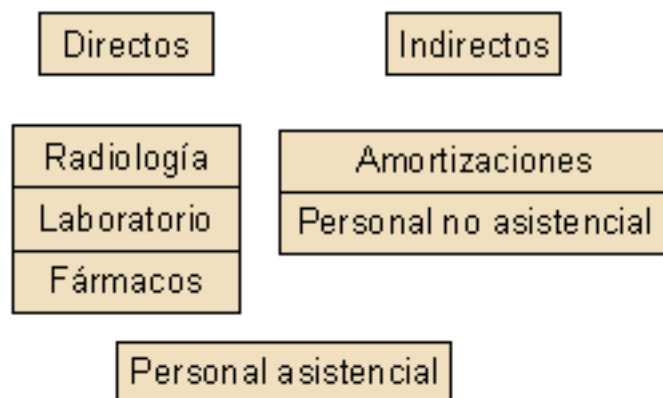 Directos
Indirectos
Radiología
Laboratorio
Fármacos
Amortizaciones
Personal no asistencial
Personal asistencial